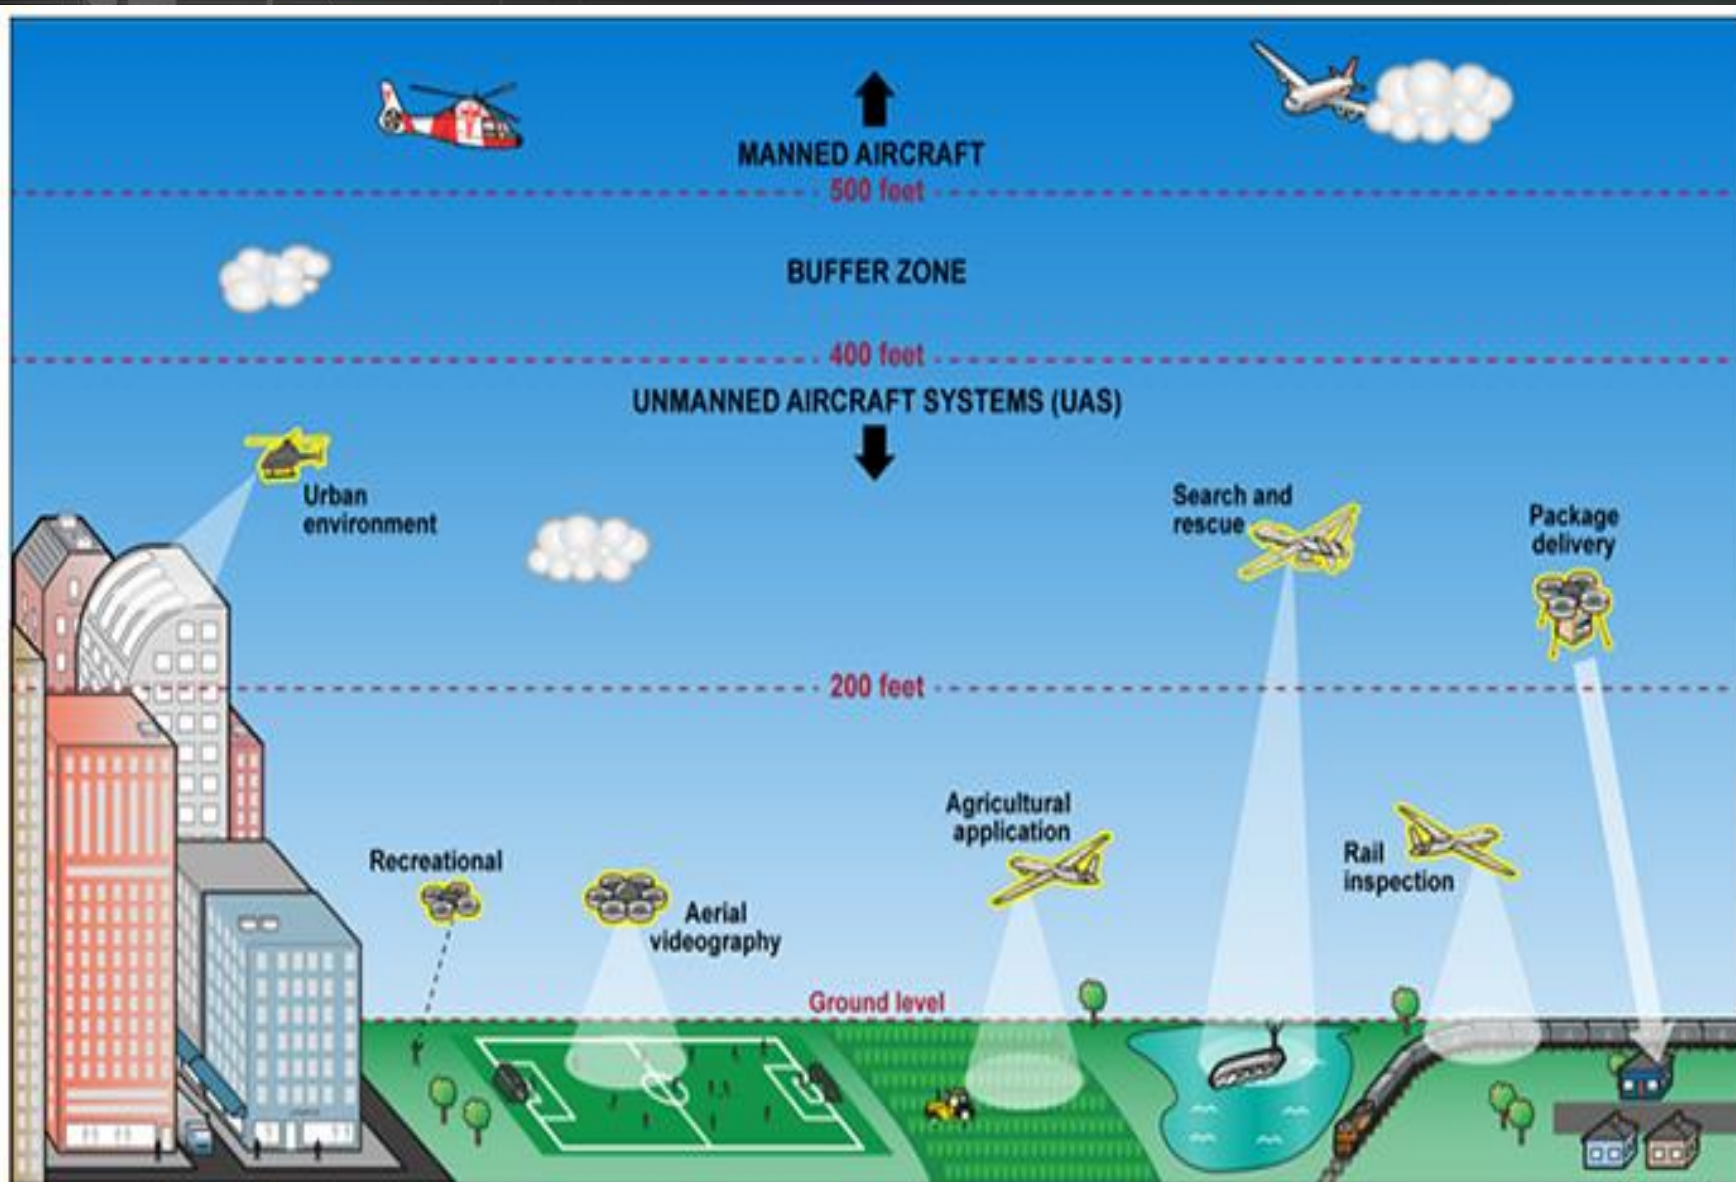 MANNED AIRCRAFT
500 feet
BUFFER ZONE
400 feet
UNMANNED AIRCRAFT SYSTEMS (UAS)
Urban
environment
Search and
rescue
Package
delivery
200 feet
Agricultural
application
Recreational
Rail
inspection
Aerial
videography
Ground level